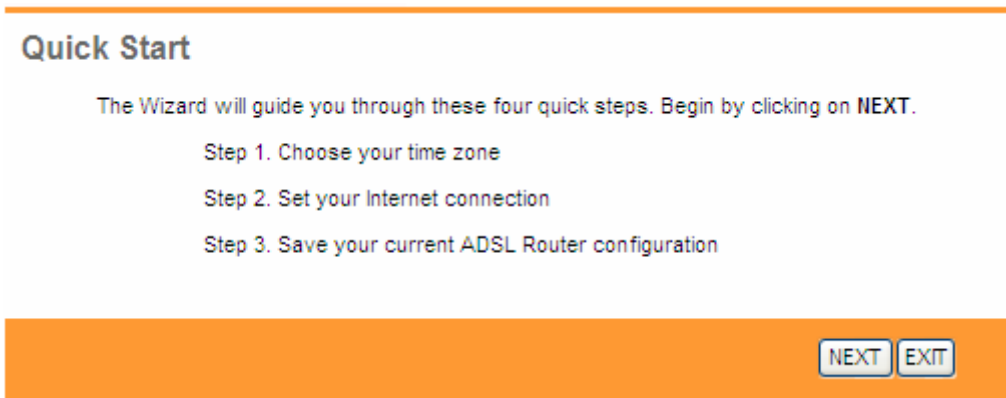 Quick Start
The Wizard will guide you through these four quick steps. Begin by clicking on NEXT.
Step 1. Choose your time zone
Step 2. Set your Internet connection
Step 3. Save your current ADSL Router configuration
NEXT EXIT